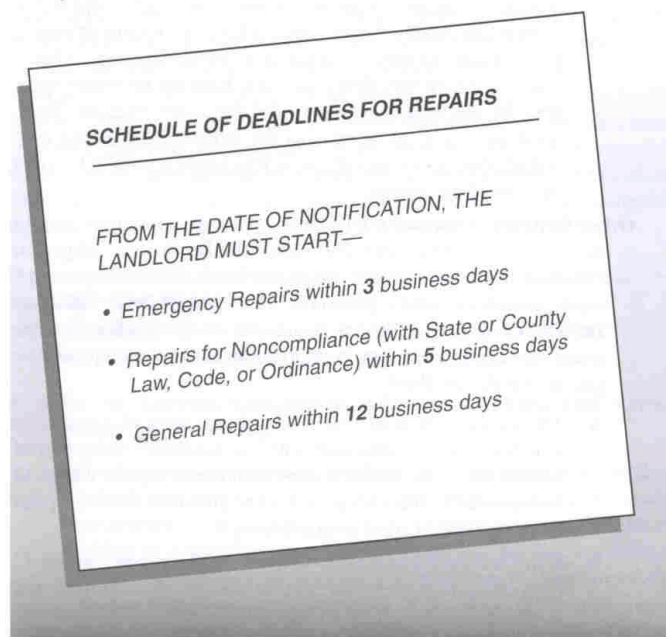 SCHEDULE OF DEADLINES FOR REPAIRS
FROM THE DATE OF NOTIFICATION, THE
LANDLORD MUST START—
• Emergency Repairs within 3 business days
• Repairs for Noncompliance (with State or County
Law, Code, or Ordinance) within 5 business days
• General Repairs within 12 business days